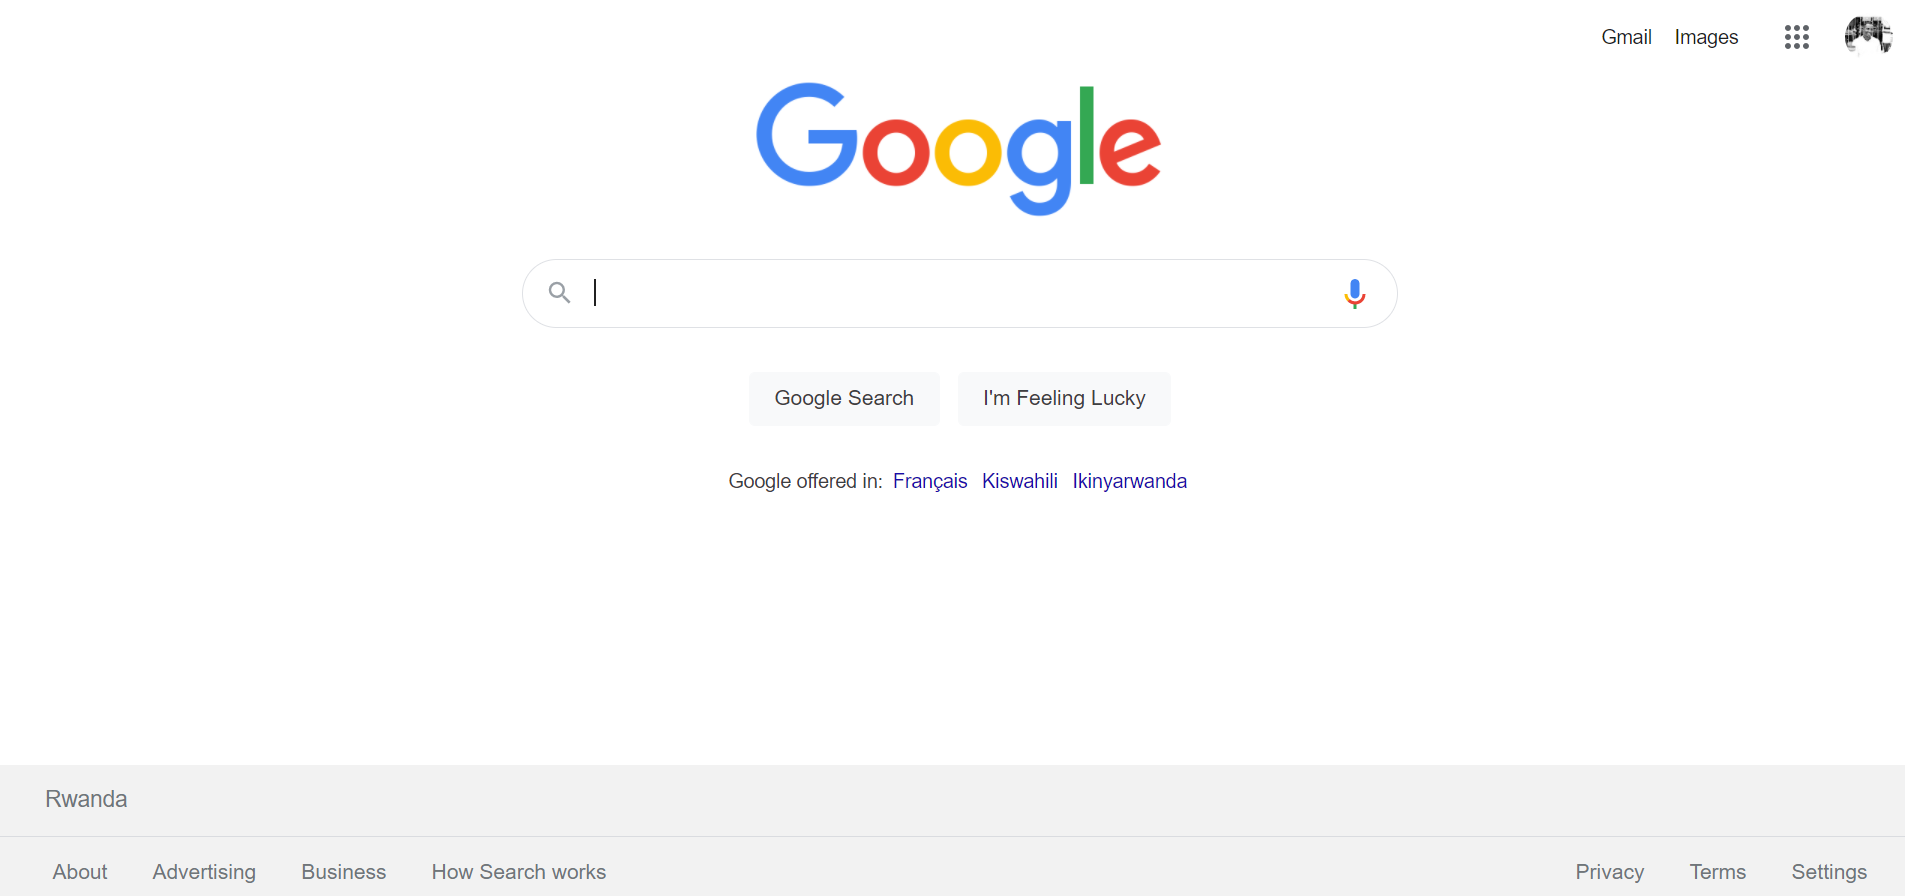 Gmail Images
Google
Google Search I'm Feeling Lucky
Google offered in: Français Kiswahili Ikinyarwanda
Rwanda
About Advertising Business How Search works Privacy Terms Settings